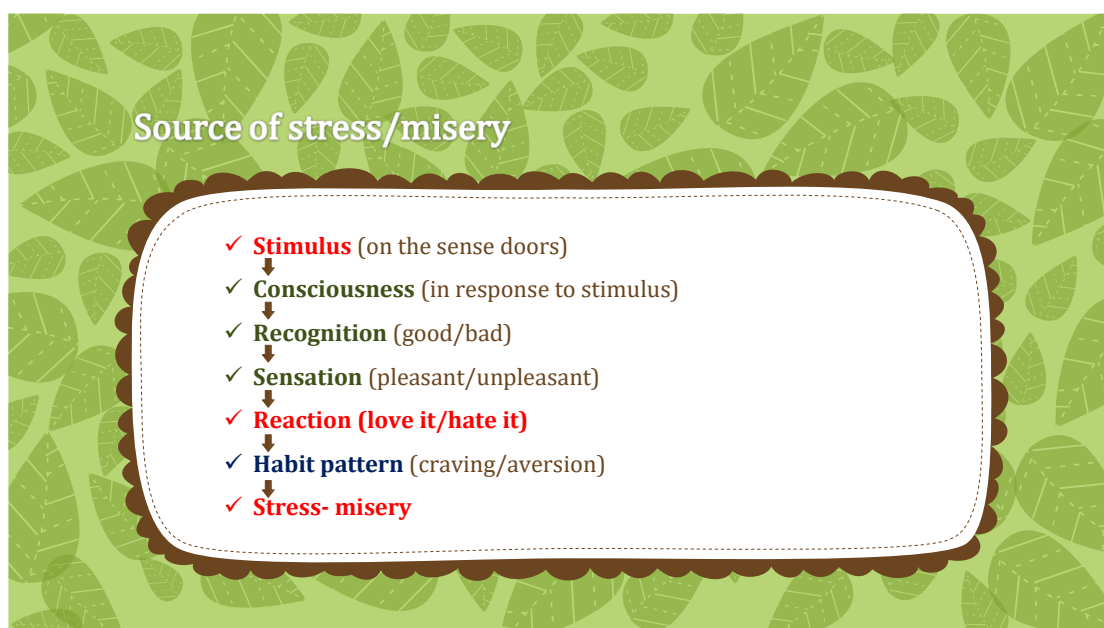 Source of stress/misery
✓ Stimulus (on the sense doors)
✓ Consciousness (in response to stimulus)
✓ Recognition (good/bad)
✓ Sensation (pleasant/unpleasant)
✓ Reaction (love it/hate it)
✓ Habit pattern (craving/aversion)
✓ Stress- misery